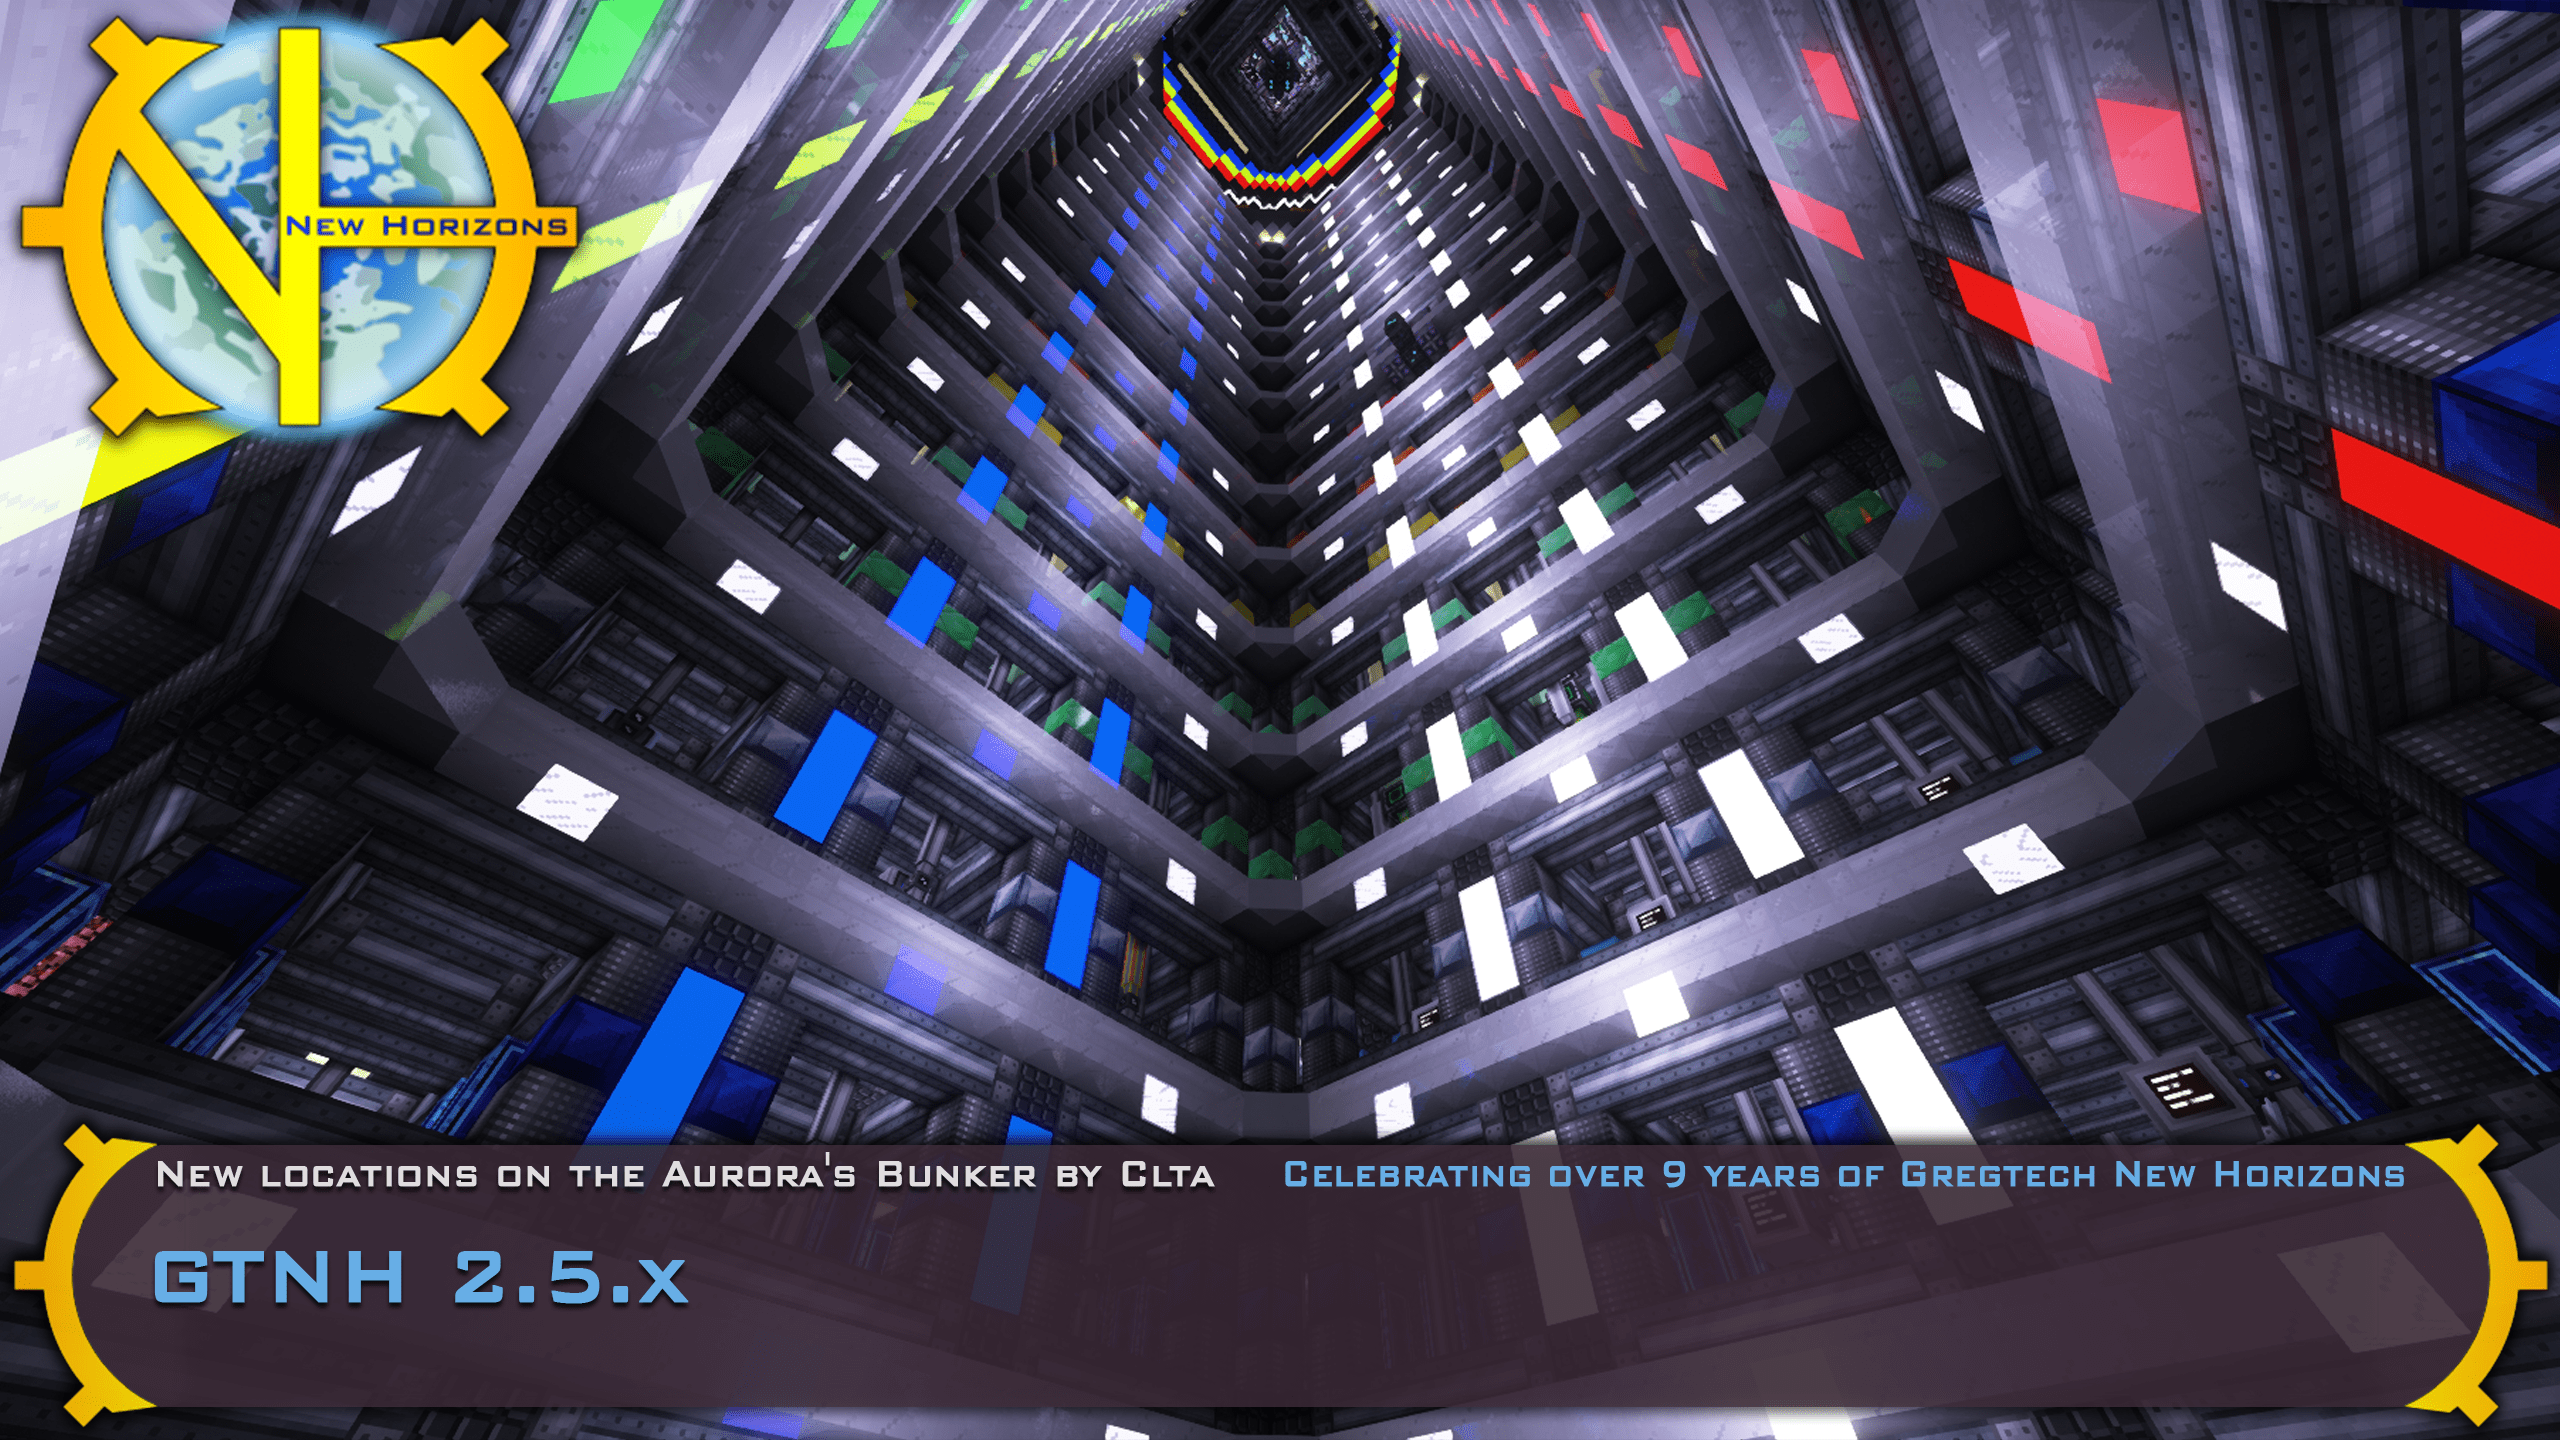 New Horizons
New locations on the Aurora's Bunker by Clta
Celebrating over 9 years of Gregtech New Horizons
GTNH 2.5.x